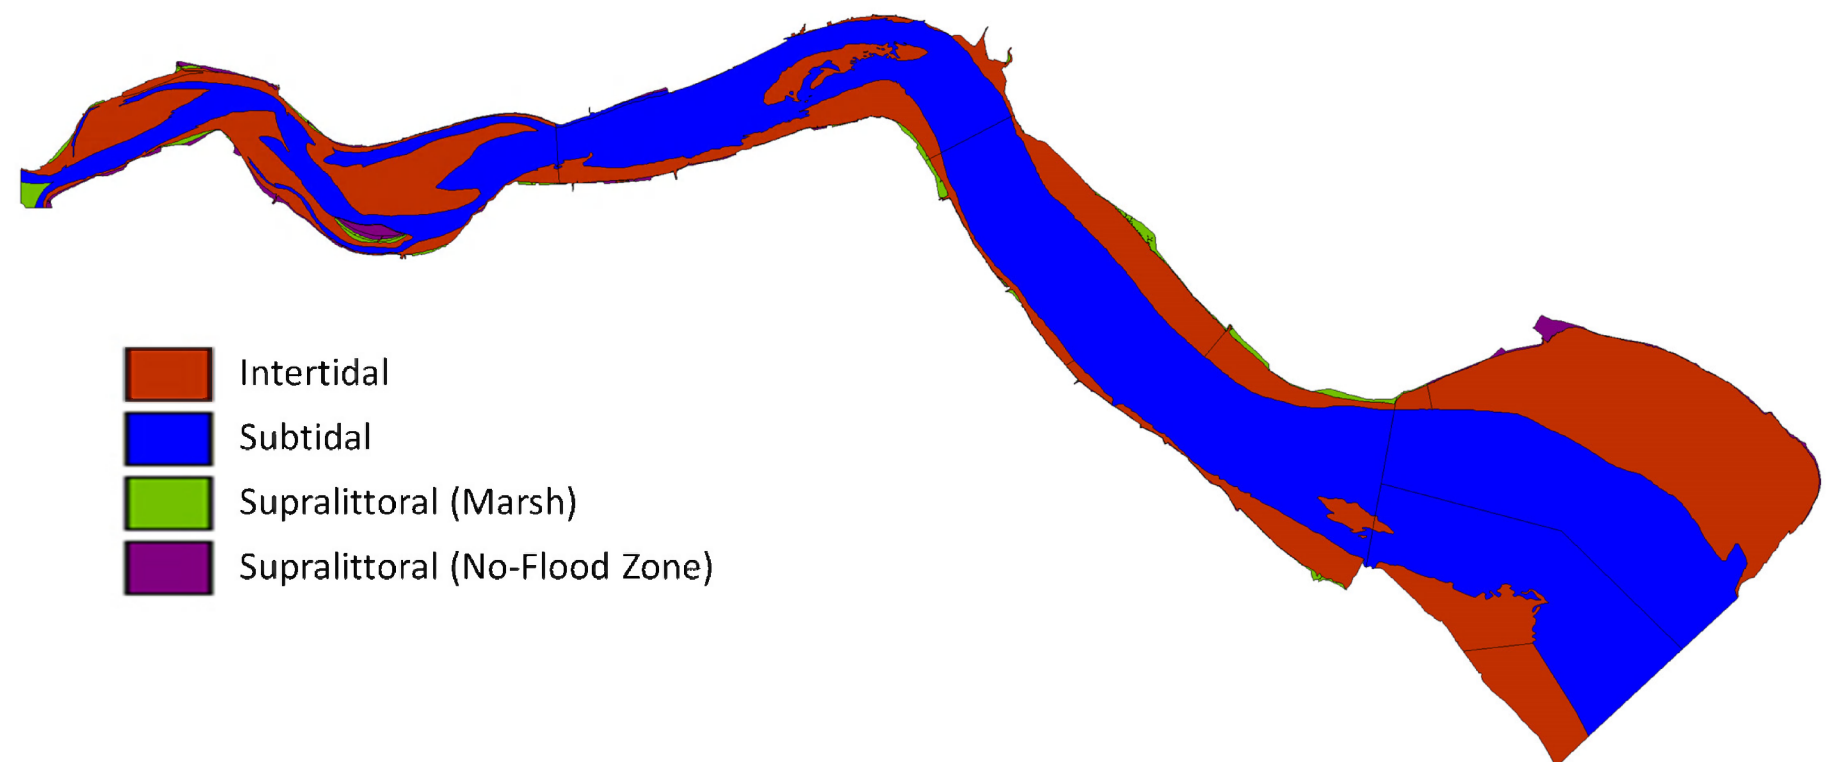 Intertidal
Subtidal
Supralittoral (Marsh)
Supralittoral (No-Flood Zone)